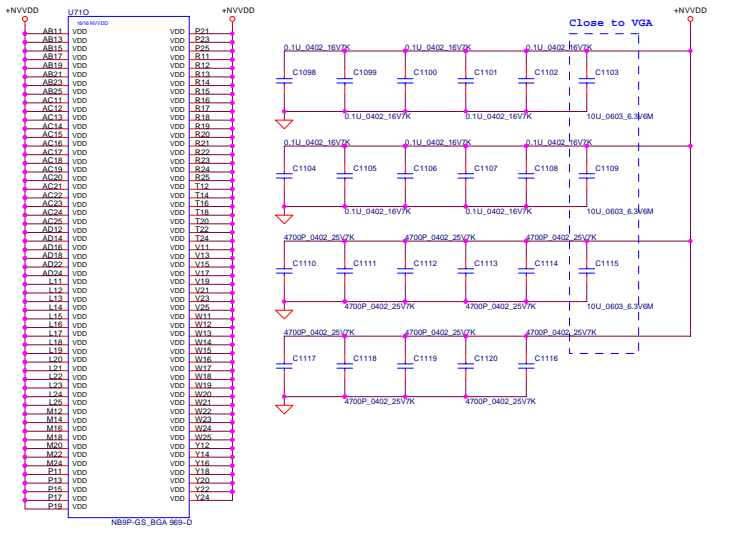 +NVVDD +NVVDD +NVVDD
U71O
16/16 NVVDD
Close to VGA
AB11 VDD VDD P21
AB13 VDD VDD P23
AB15 VDD VDD P25
AB17 VDD VDD R11
AB19 VDD VDD R12
AB21 VDD VDD R13
AB23 VDD VDD R14
AB25 VDD VDD R15
AC11 VDD VDD R16
AC12 VDD VDD R17
AC13 VDD VDD R18
AC14 VDD VDD R19
AC15 VDD VDD R20
AC16 VDD VDD R21
AC17 VDD VDD R22
AC18 VDD VDD R23
AC19 VDD VDD R24
AC20 VDD VDD R25
AC21 VDD VDD T12
AC22 VDD VDD T14
AC23 VDD VDD T16
AC24 VDD VDD T18
AC25 VDD VDD T20
AD12 VDD VDD T22
AD14 VDD VDD T24
AD16 VDD VDD V11
AD18 VDD VDD V13
AD22 VDD VDD V15
AD24 VDD VDD V17
L11 VDD VDD V19
L12 VDD VDD V21
L13 VDD VDD V23
L14 VDD VDD V25
L15 VDD VDD W11
L16 VDD VDD W12
L17 VDD VDD W13
L18 VDD VDD W14
L19 VDD VDD W15
L20 VDD VDD W16
L21 VDD VDD W17
L22 VDD VDD W18
L23 VDD VDD W19
L24 VDD VDD W20
L25 VDD VDD W21
M12 VDD VDD W22
M14 VDD VDD W23
M16 VDD VDD W24
M18 VDD VDD W25
M20 VDD VDD Y12
M22 VDD VDD Y14
M24 VDD VDD Y16
P11 VDD VDD Y18
P13 VDD VDD Y20
P15 VDD VDD Y22
P17 VDD VDD Y24
P19 VDD
NB9P-GS_BGA 969~D
0.1U_0402_16V7K 0.1U_0402_16V7K 0.1U_0402_16V7K
C1098 C1099 C1100 C1101 C1102 C1103
0.1U_0402_16V7K 0.1U_0402_16V7K 10U_0603_6.3V6M
0.1U_0402_16V7K 0.1U_0402_16V7K 0.1U_0402_16V7K
C1104 C1105 C1106 C1107 C1108 C1109
0.1U_0402_16V7K 0.1U_0402_16V7K 10U_0603_6.3V6M
4700P_0402_25V7K 4700P_0402_25V7K 4700P_0402_25V7K
C1110 C1111 C1112 C1113 C1114 C1115
4700P_0402_25V7K 4700P_0402_25V7K 10U_0603_6.3V6M
4700P_0402_25V7K 4700P_0402_25V7K 4700P_0402_25V7K
C1117 C1118 C1119 C1120 C1116
4700P_0402_25V7K 4700P_0402_25V7K